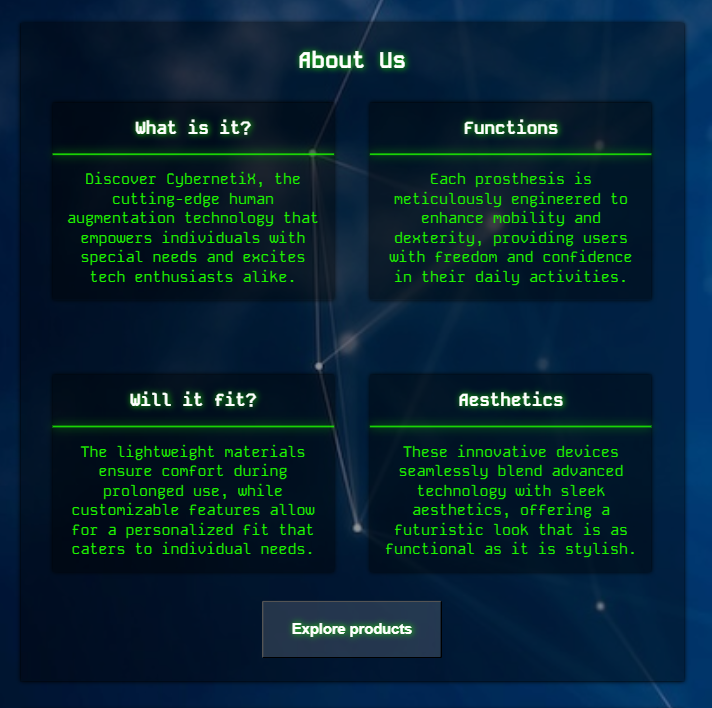 About Us
What is it?
Discover CybernetiX, the
cutting-edge human
augmentation technology that
empowers individuals with
special needs and excites
tech enthusiasts alike.
Functions
Each prosthesis is
meticulously engineered to
enhance mobility and
dexterity, providing users
with freedom and confidence
in their daily activities.
Will it fit?
The lightweight materials
ensure comfort during
prolonged use, while
customizable features allow
for a personalized fit that
caters to individual needs.
Aesthetics
These innovative devices
seamlessly blend advanced
technology with sleek
aesthetics, offering a
futuristic look that is as
functional as it is stylish.
Explore products